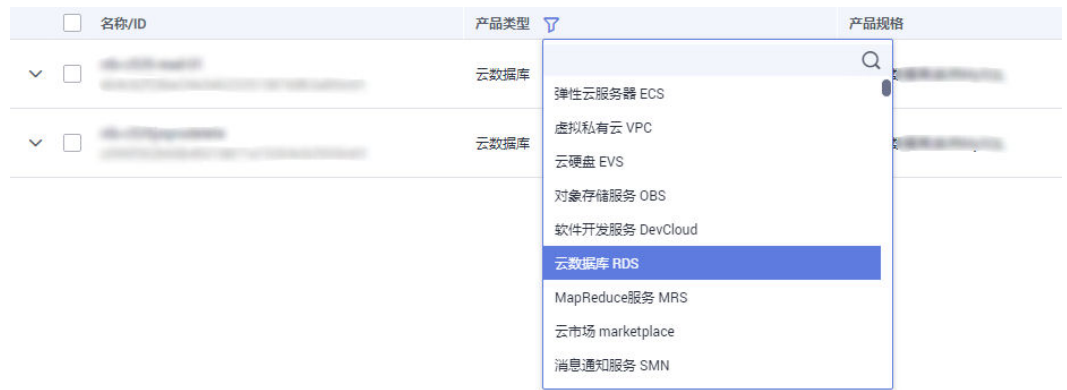 名称/ID 产品类型 产品规格
云数据库
弹性云服务器 ECS
虚拟私有云 VPC
云数据库
云硬盘 EVS
对象存储服务 OBS
软件开发服务 DevCloud
云数据库 RDS
MapReduce服务 MRS
云市场 marketplace
消息通知服务 SMN